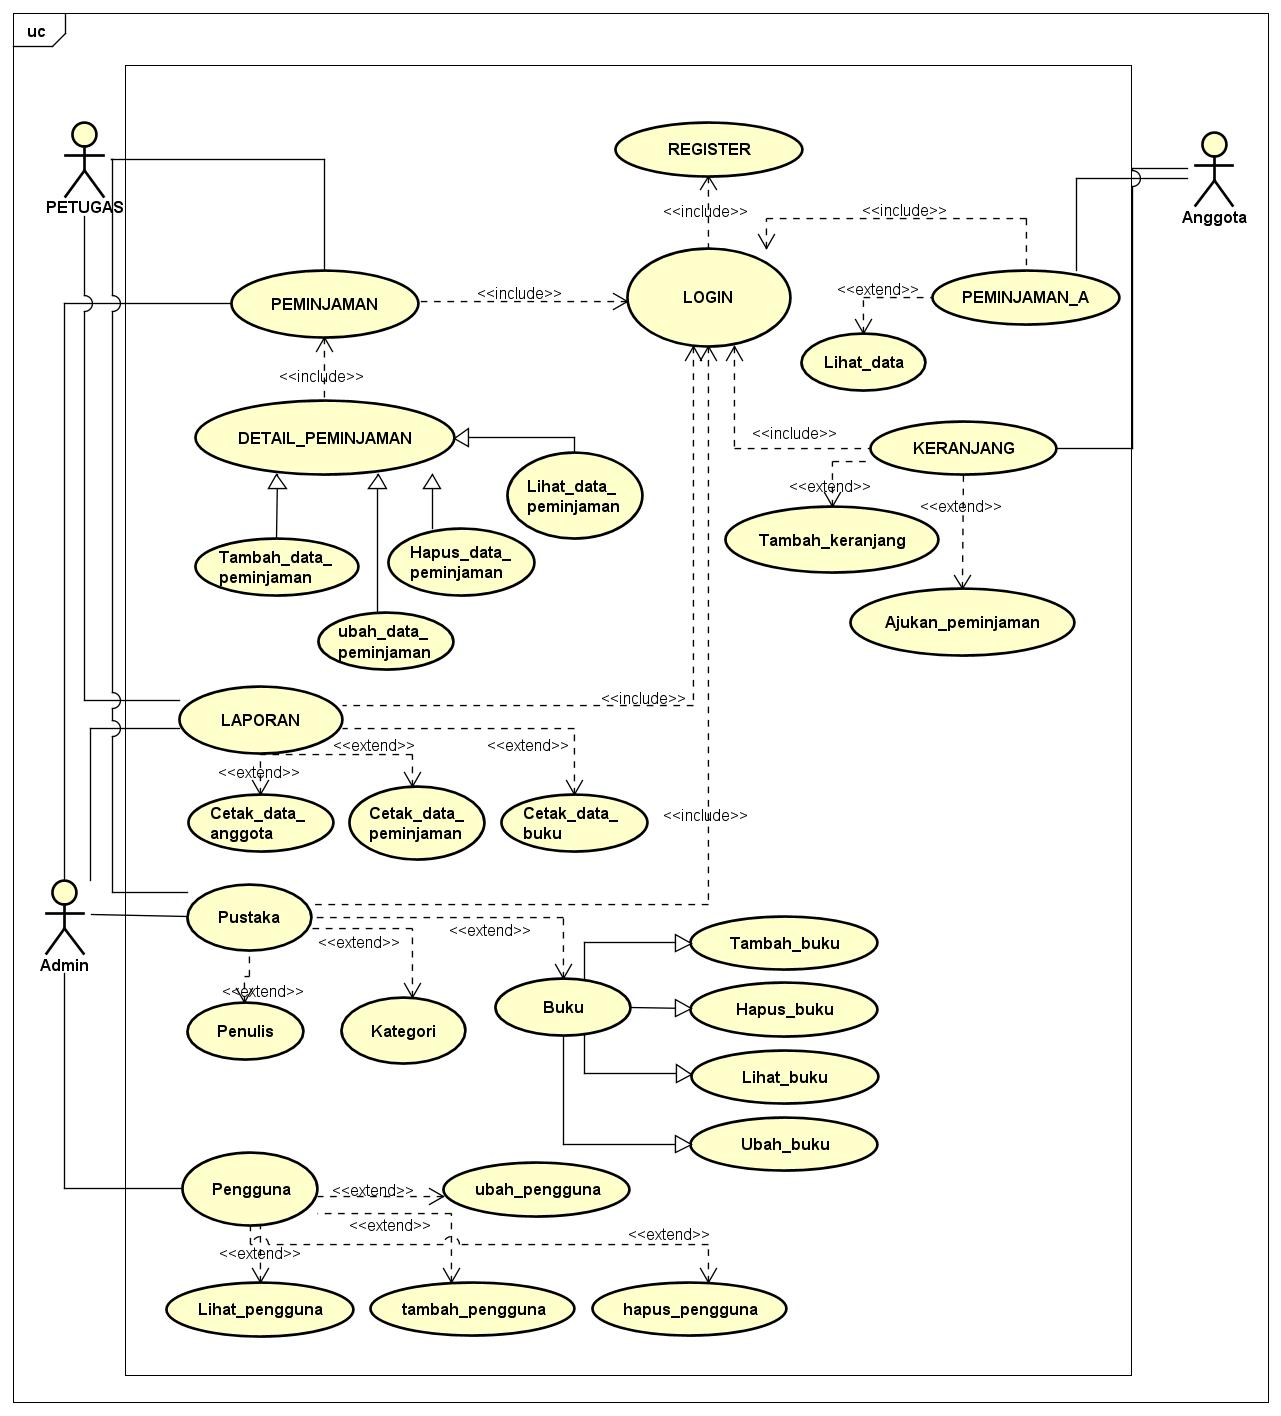 uc
REGISTER
PETUGAS
<<include>>
<<include>>
Anggota
PEMINJAMAN
<<include>>
LOGIN
<<extend>>
PEMINJAMAN_A
Lihat_data
<<include>>
DETAIL_PEMINJAMAN
<<include>>
KERANJANG
Lihat_data_
peminjaman
<<extend>>
<<extend>>
Tambah_keranjang
Tambah_data_
peminjaman
Hapus_data_
peminjaman
ubah_data_
peminjaman
Ajukan_peminjaman
LAPORAN
<<include>>
<<extend>>
<<extend>>
<<extend>>
Cetak_data_
anggota
Cetak_data_
peminjaman
Cetak_data_
buku
<<include>>
Admin
Pustaka
<<extend>>
<<extend>>
<<extend>>
Tambah_buku
Penulis
Kategori
Buku
Hapus_buku
Lihat_buku
Ubah_buku
Pengguna
<<extend>>
ubah_pengguna
<<extend>>
<<extend>>
<<extend>>
Lihat_pengguna
tambah_pengguna
hapus_pengguna